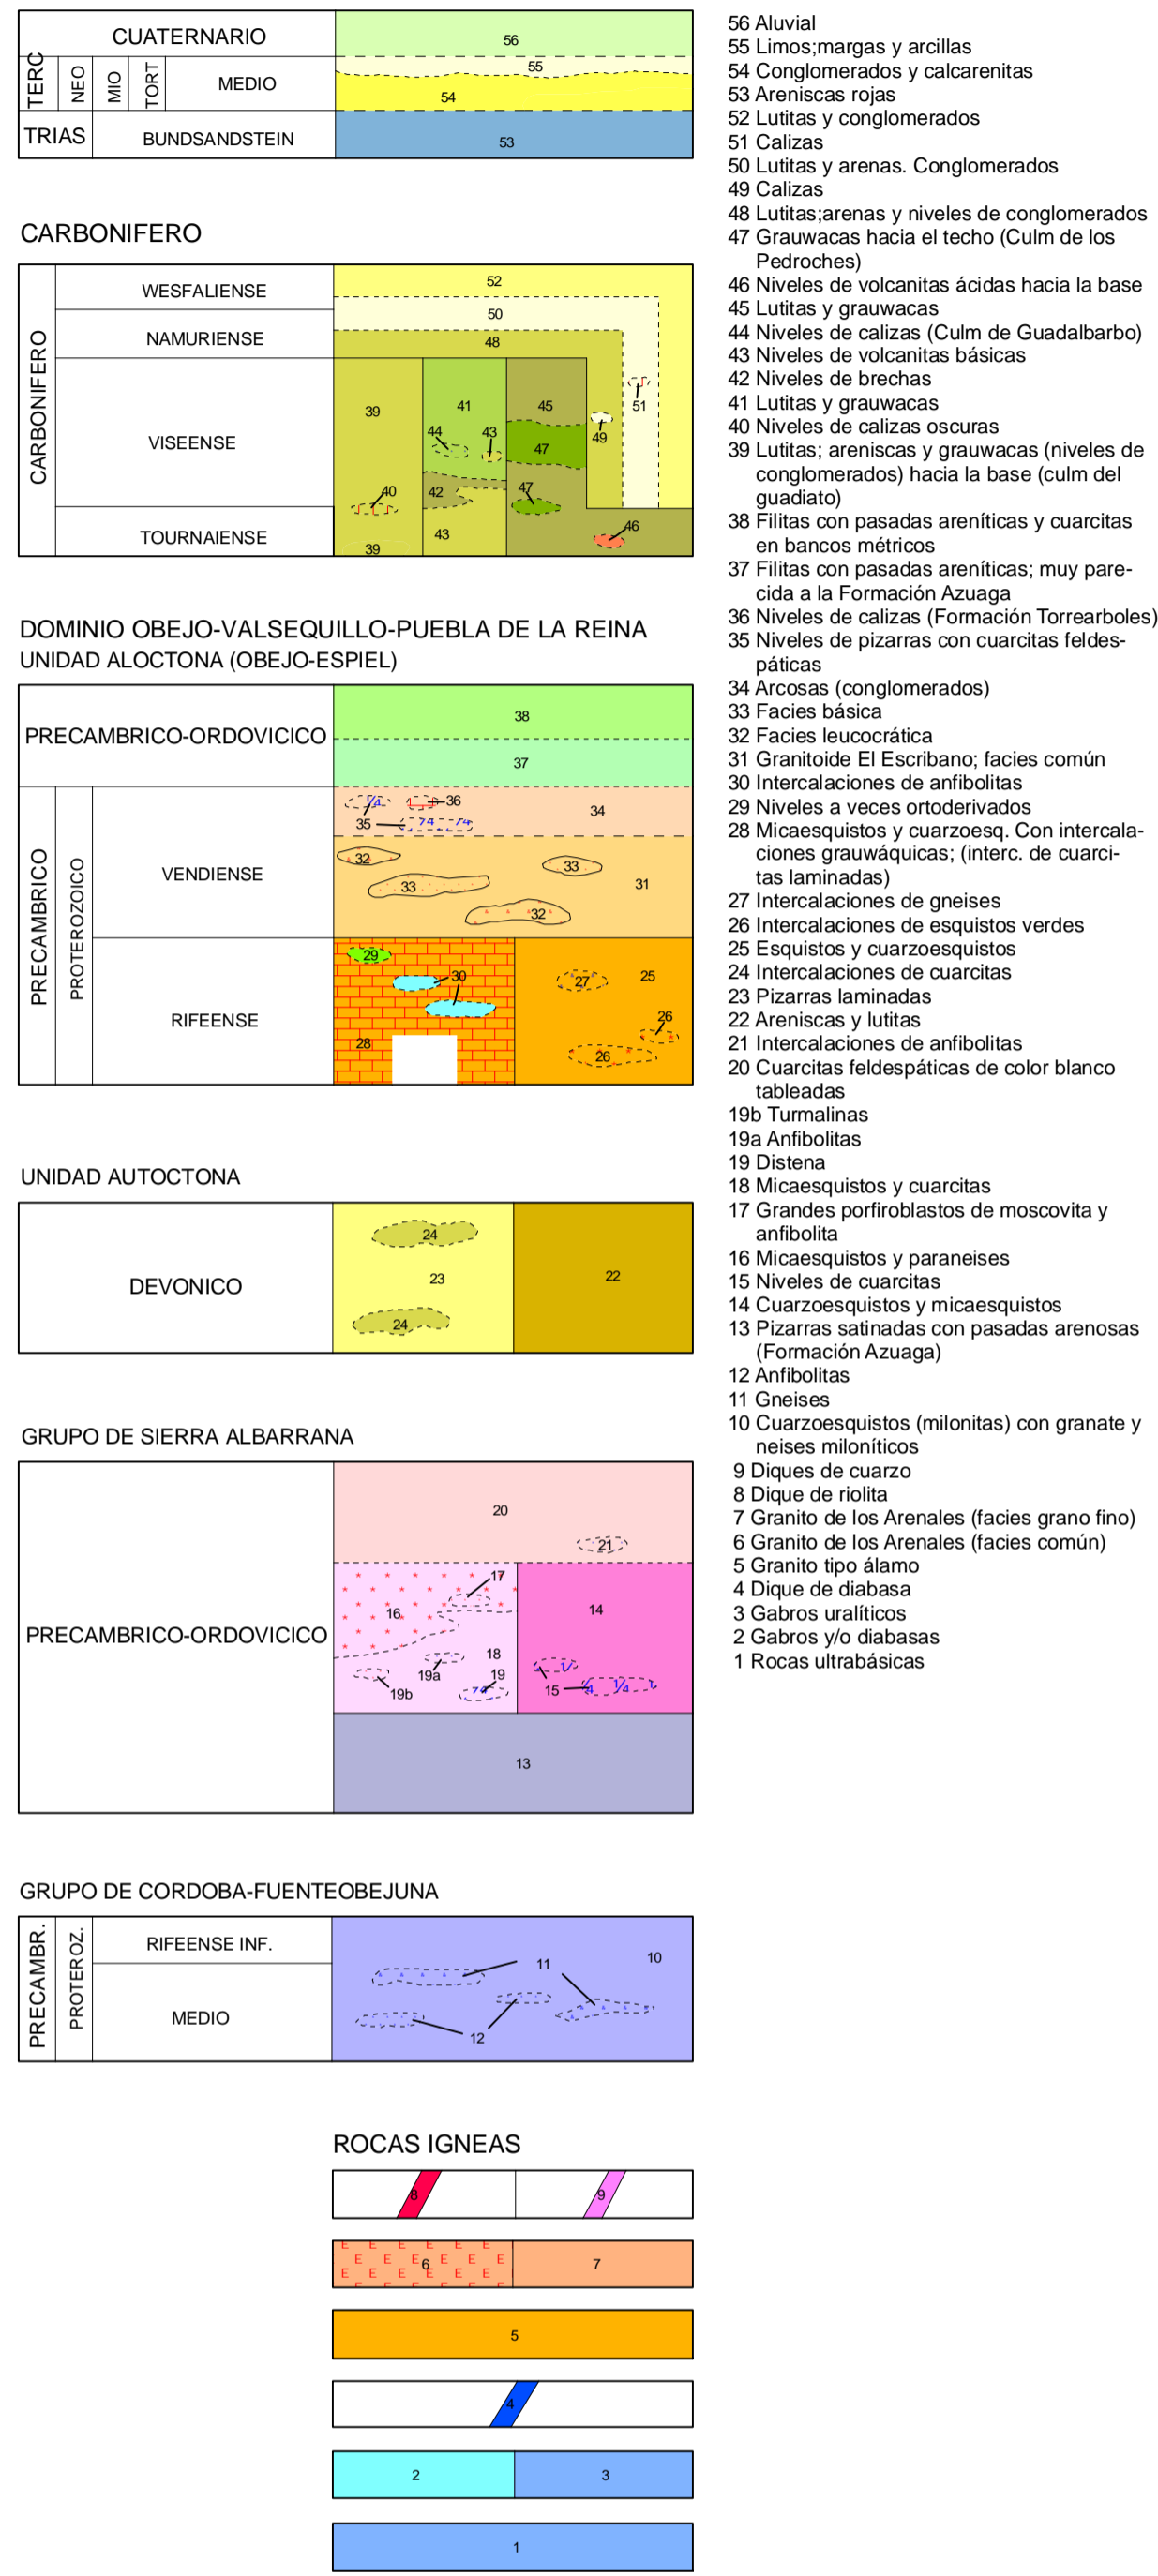 CUATERNARIO
56
TERC
NEO
MIO
TORT
MEDIO
55
54
TRIAS
BUNDSANDSTEIN
53
CARBONIFERO
CARBONIFERO
WESFALIENSE
52
50
NAMURIENSE
48
VISEENSE
39
41
45
51
44
43
49
47
40
42
47
TOURNAIENSE
43
46
39
DOMINIO OBEJO-VALSEQUILLO-PUEBLA DE LA REINA
UNIDAD ALOCTONA (OBEJO-ESPIEL)
PRECAMBRICO-ORDOVICICO
38
37
PRECAMBRICO
PROTEROZOICO
36
34
35
VENDIENSE
32
33
33
31
32
RIFEENSE
29
30
27
25
26
28
26
UNIDAD AUTOCTONA
DEVONICO
24
23
22
24
GRUPO DE SIERRA ALBARRANA
PRECAMBRICO-ORDOVICICO
20
21
17
16
14
18
19a
19
19b
15
13
GRUPO DE CORDOBA-FUENTEOBEJUNA
PRECAMBR.
PROTEROZ.
RIFEENSE INF.
MEDIO
10
11
12
ROCAS IGNEAS
8
9
E E E E E E
6
7
5
4
2
3
1
56 Aluvial
55 Limos;margas y arcillas
54 Conglomerados y calcarenitas
53 Areniscas rojas
52 Lutitas y conglomerados
51 Calizas
50 Lutitas y arenas. Conglomerados
49 Calizas
48 Lutitas;arenas y niveles de conglomerados
47 Grauwacas hacia el techo (Culm de los
Pedroches)
46 Niveles de volcanitas ácidas hacia la base
45 Lutitas y grauwacas
44 Niveles de calizas (Culm de Guadalbarbo)
43 Niveles de volcanitas básicas
42 Niveles de brechas
41 Lutitas y grauwacas
40 Niveles de calizas oscuras
39 Lutitas; areniscas y grauwacas (niveles de
conglomerados) hacia la base (culm del
guadiato)
38 Filitas con pasadas areníticas y cuarcitas
en bancos métricos
37 Filitas con pasadas areníticas; muy pare-
cida a la Formación Azuaga
36 Niveles de calizas (Formación Torrearboles)
35 Niveles de pizarras con cuarcitas feldes-
páticas
34 Arcosas (conglomerados)
33 Facies básica
32 Facies leucocrática
31 Granitoide El Escribano; facies común
30 Intercalaciones de anfibolitas
29 Niveles a veces ortoderivados
28 Micaesquistos y cuarzoesq. Con intercala-
ciones grauwáquicas; (interc. de cuarci-
tas laminadas)
27 Intercalaciones de gneises
26 Intercalaciones de esquistos verdes
25 Esquistos y cuarzoesquistos
24 Intercalaciones de cuarcitas
23 Pizarras laminadas
22 Areniscas y lutitas
21 Intercalaciones de anfibolitas
20 Cuarcitas feldespáticas de color blanco
tableadas
19b Turmalinas
19a Anfibolitas
19 Distena
18 Micaesquistos y cuarcitas
17 Grandes porfiroblastos de moscovita y
anfibolita
16 Micaesquistos y paraneises
15 Niveles de cuarcitas
14 Cuarzoesquistos y micaesquistos
13 Pizarras satinadas con pasadas arenosas
(Formación Azuaga)
12 Anfibolitas
11 Gneises
10 Cuarzoesquistos (milonitas) con granate y
neises miloníticos
9 Diques de cuarzo
8 Dique de riolita
7 Granito de los Arenales (facies grano fino)
6 Granito de los Arenales (facies común)
5 Granito tipo álamo
4 Dique de diabasa
3 Gabros uralíticos
2 Gabros y/o diabasas
1 Rocas ultrabásicas